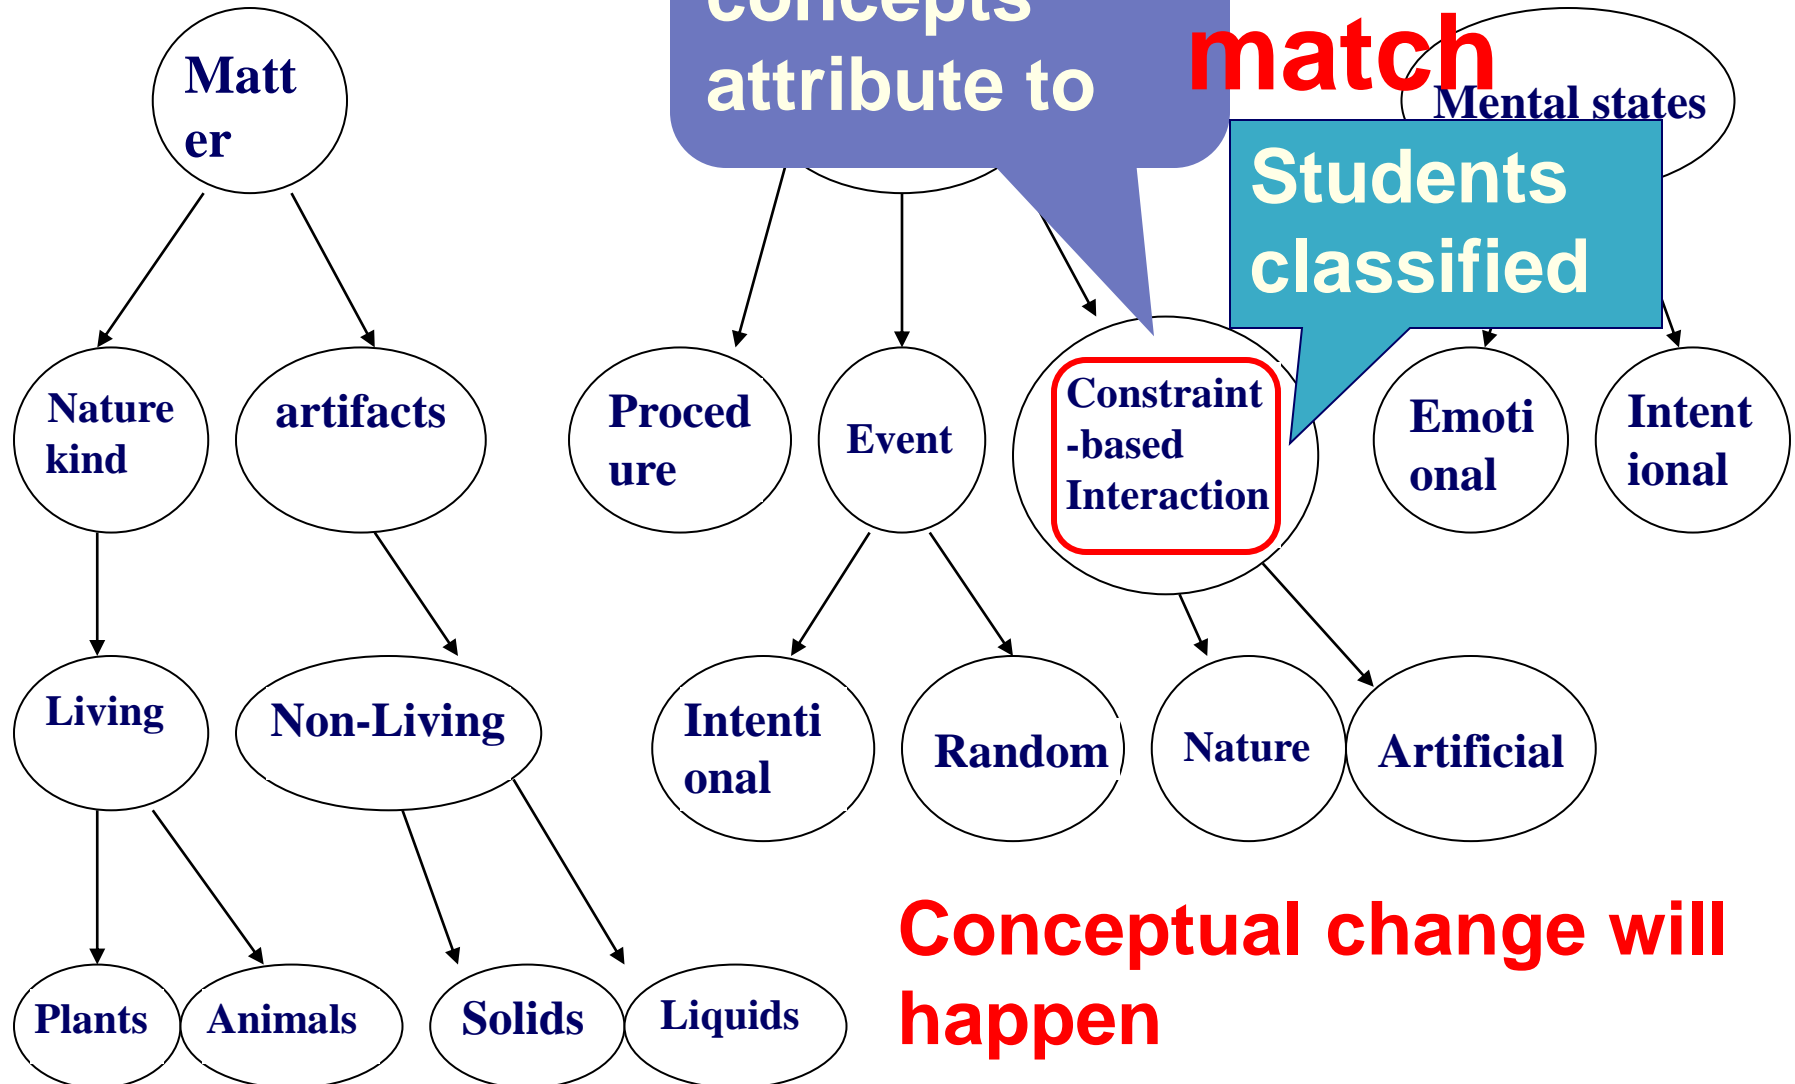 concepts
attribute to
match
Matt
er
Mental states
Students
classified
Nature
kind
artifacts
Proced
ure
Event
Constraint
-based
Interaction
Emoti
onal
Intent
ional
Living
Non-Living
Intenti
onal
Random
Nature
Artificial
Conceptual change will
happen
Plants
Animals
Solids
Liquids